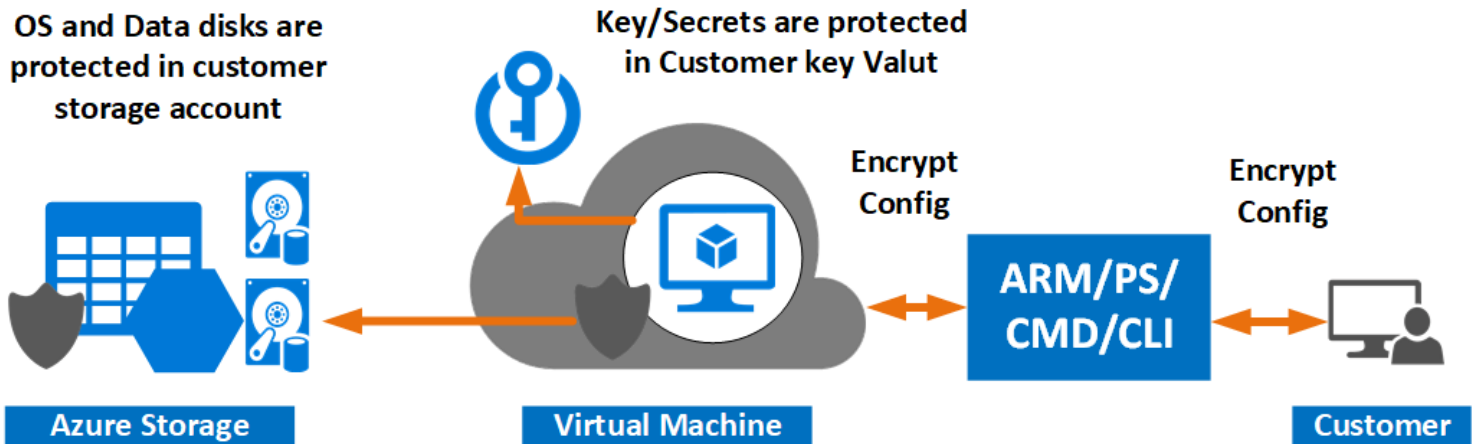 OS and Data disks are
protected in customer
storage account
Key/Secrets are protected
in Customer key Valut
Encrypt
Config
Encrypt
Config
ARM/PS/
CMD/CLI
Azure Storage
Virtual Machine
Customer